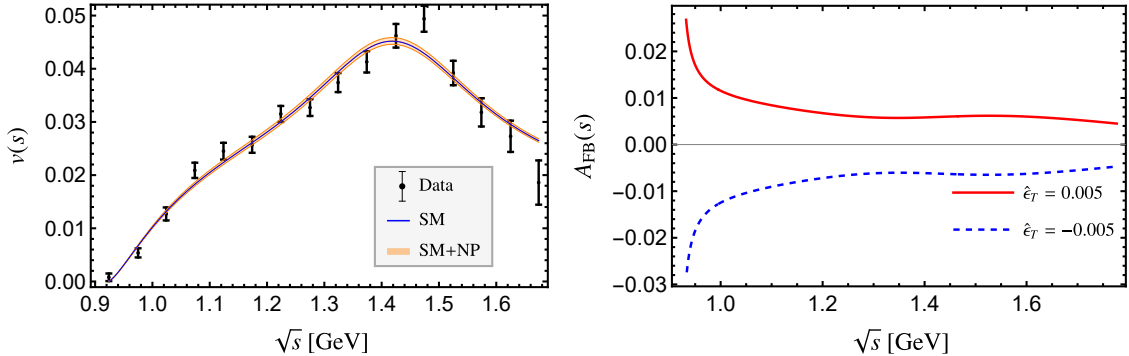 v(s)
0.05
0.04
0.03
0.02
0.01
0.00
0.9 1.0 1.1 1.2 1.3 1.4 1.5 1.6
√s [GeV]
Data
SM
SM+NP
A_FB(s)
0.02
0.01
0.00
−0.01
−0.02
−0.03
1.0 1.2 1.4 1.6
√s [GeV]
ϵ̂_T = 0.005
ϵ̂_T = −0.005